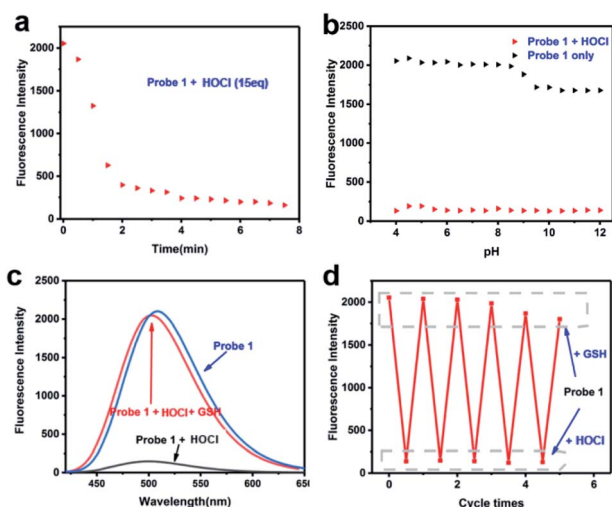 a
Fluorescence Intensity
2000
1500
1000
500
0
Probe 1 + HOCl (15eq)
0
2
4
6
8
Time(min)
b
Fluorescence Intensity
2500
2000
1500
1000
500
0
Probe 1 + HOCl
Probe 1 only
4
6
8
10
12
pH
c
Fluorescence Intensity
2500
2000
1500
1000
500
0
Probe 1
Probe 1 + HOCl+ GSH
Probe 1 + HOCl
450
500
550
600
650
Wavelength(nm)
d
Fluorescence Intensity
2000
1500
1000
500
0
+ GSH
Probe 1
+ HOCl
0
2
4
6
Cycle times